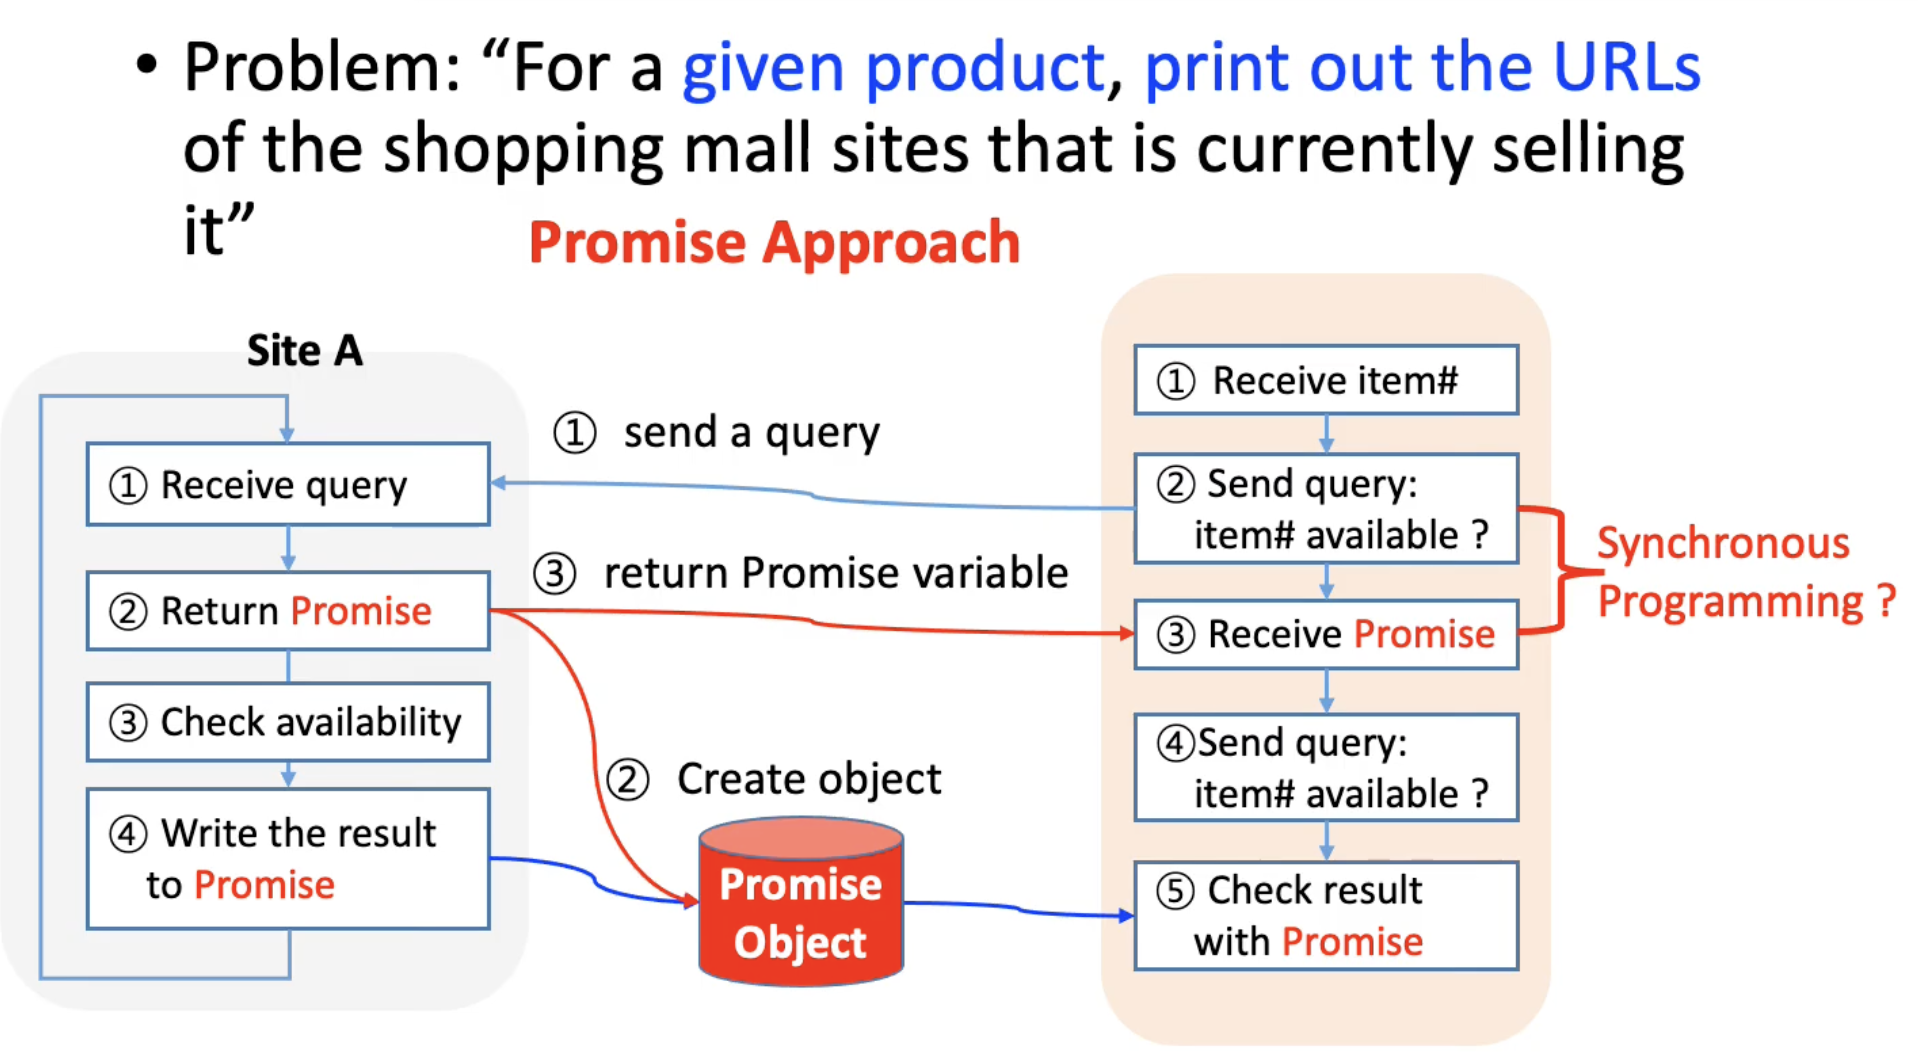 • Problem: “For a given product, print out the URLs
of the shopping mall sites that is currently selling
it”
Promise Approach
Site A
① Receive query
② Return Promise
③ Check availability
④ Write the result
to Promise
① send a query
③ return Promise variable
② Create object
Promise
Object
① Receive item#
② Send query:
item# available ?
③ Receive Promise
④Send query:
item# available ?
⑤ Check result
with Promise
Synchronous
Programming ?